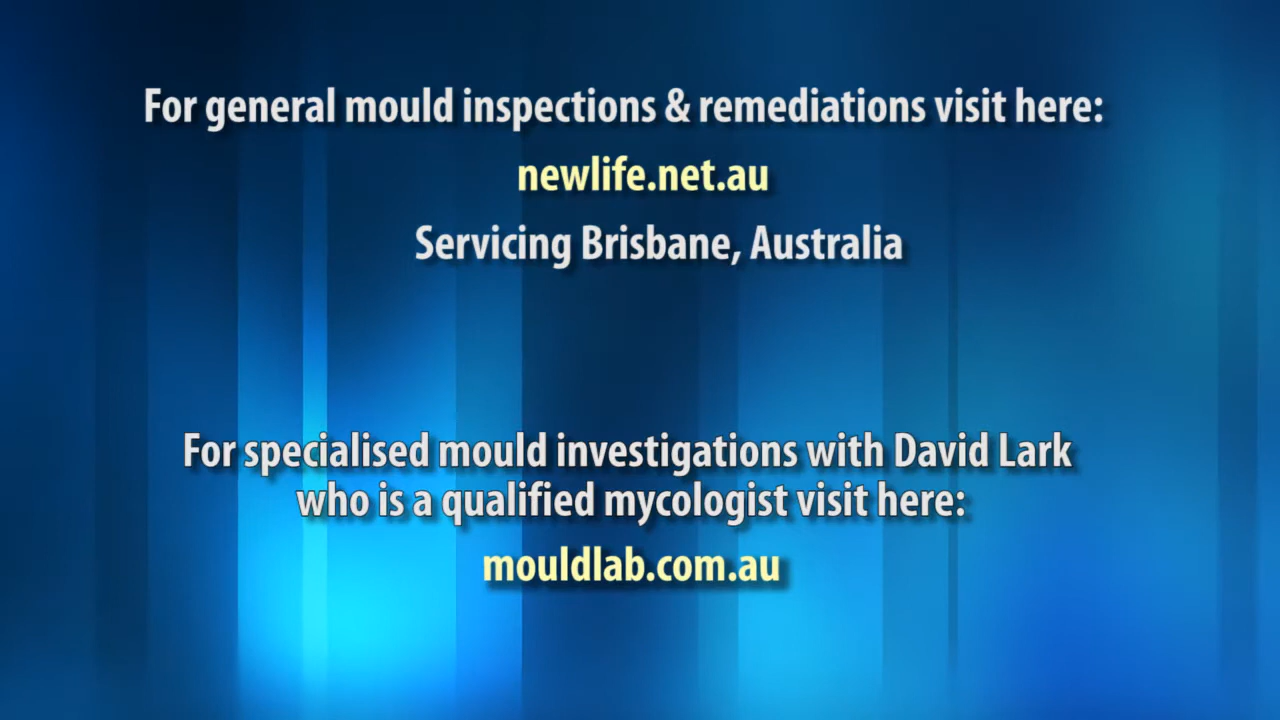 For general mould inspections & remediations visit here:
newlife.net.au
Servicing Brisbane, Australia
For specialised mould investigations with David Lark
who is a qualified mycologist visit here:
mouldlab.com.au